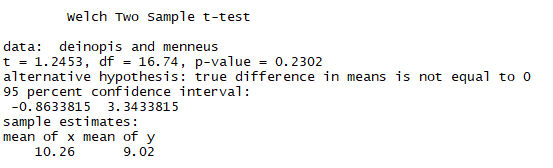 Welch Two Sample t-test
data:  deinopis and menneus
t = 1.2453, df = 16.74, p-value = 0.2302
alternative hypothesis: true difference in means is not equal to 0
95 percent confidence interval:
-0.8633815  3.3433815
sample estimates:
mean of x mean of y
10.26      9.02